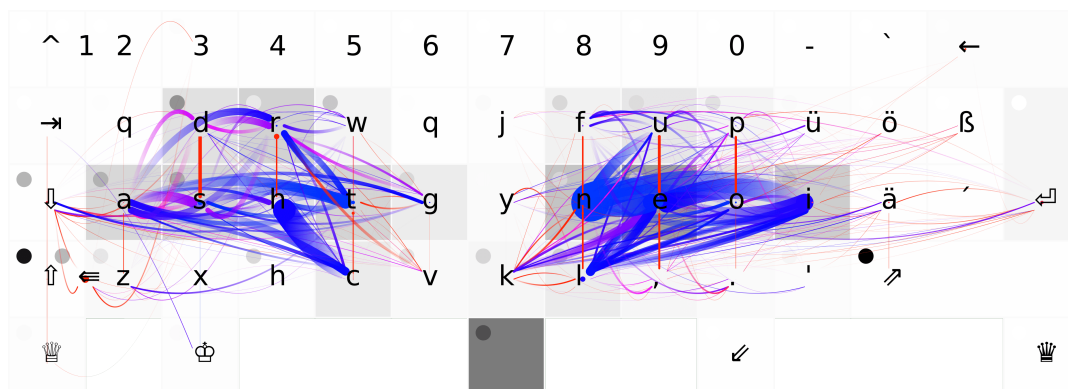 ^ 1 2 3 4 5 6 7 8 9 0 - ` ←
⇥ q d r w q j f u p ü ö ß
⇩ a s h t g y n e o i ä ´ ⏎
⇧ ⇚ z x h c v k l , . ' ⇗
♕ ♔ ⇙ ♛